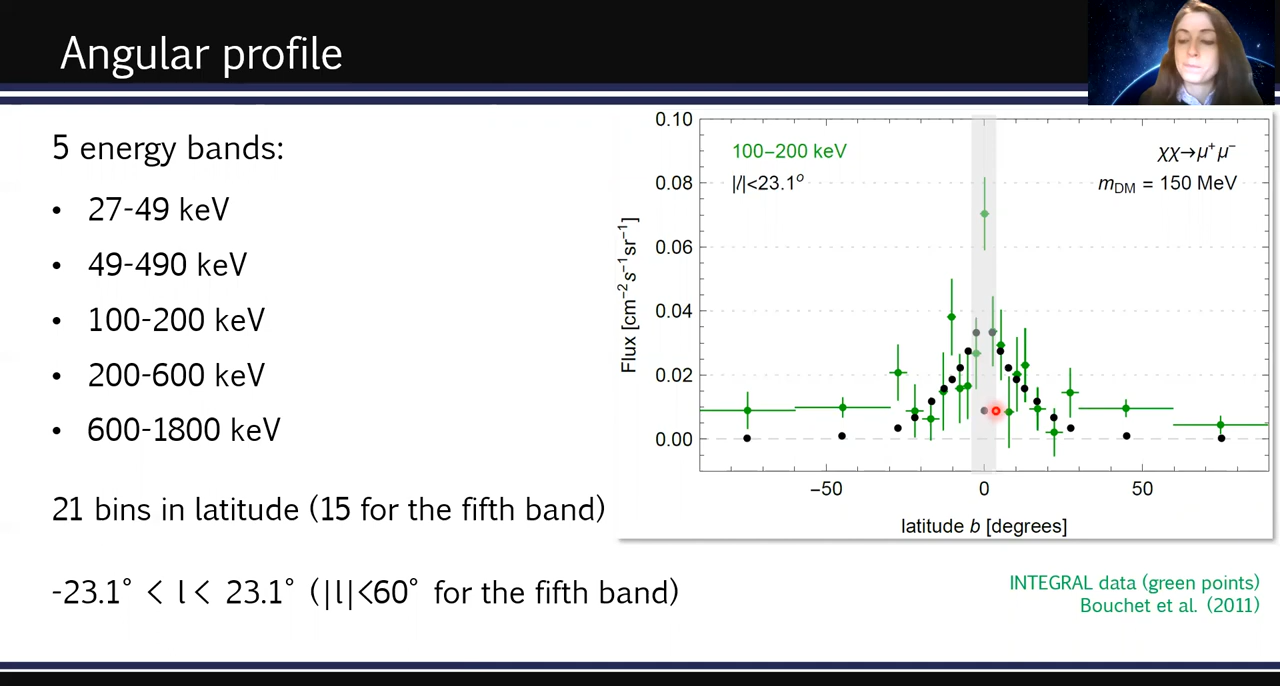 Angular profile
5 energy bands:
• 27-49 keV
• 49-490 keV
• 100-200 keV
• 200-600 keV
• 600-1800 keV
21 bins in latitude (15 for the fifth band)
-23.1° < l < 23.1° (|l|<60° for the fifth band)
100–200 keV
|l|<23.1°
χχ→μ⁺μ⁻
mDM = 150 MeV
Flux [cm⁻²s⁻¹sr⁻¹]
0.10
0.08
0.06
0.04
0.02
0.00
−50 0 50
latitude b [degrees]
INTEGRAL data (green points)
Bouchet et al. (2011)